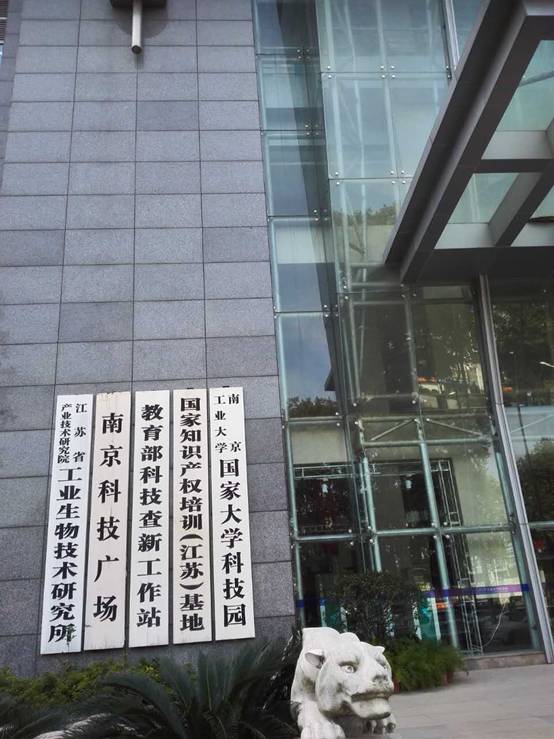 南京
工业大学
国家大学科技园
国家知识产权培训(江苏)基地
教育部科技查新工作站
南京科技广场
江苏省
产业技术研究院
工业生物技术研究所